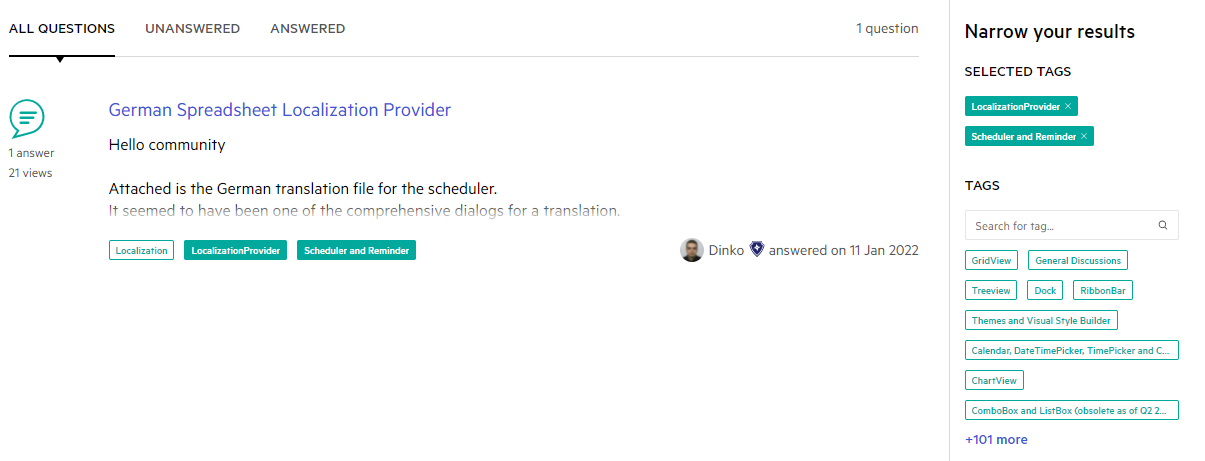 ALL QUESTIONS UNANSWERED ANSWERED 1 question
German Spreadsheet Localization Provider
1 answer
21 views
Hello community
Attached is the German translation file for the scheduler.
It seemed to have been one of the comprehensive dialogs for a translation.
Localization LocalizationProvider Scheduler and Reminder
Dinko answered on 11 Jan 2022
Narrow your results
SELECTED TAGS
LocalizationProvider ×
Scheduler and Reminder ×
TAGS
Search for tag...
GridView General Discussions
Treeview Dock RibbonBar
Themes and Visual Style Builder
Calendar, DateTimePicker, TimePicker and C...
ChartView
ComboBox and ListBox (obsolete as of Q2 2...
+101 more